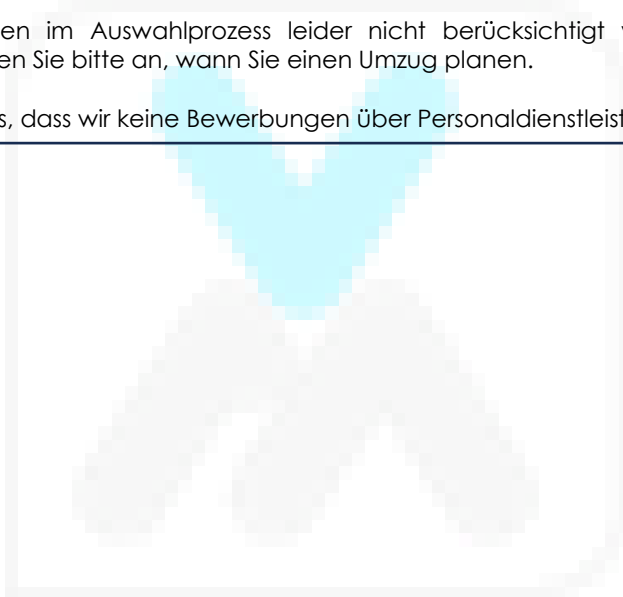 en im Auswahlprozess leider nicht berücksichtigt
en Sie bitte an, wann Sie einen Umzug planen.
s, dass wir keine Bewerbungen über Personaldienstleist